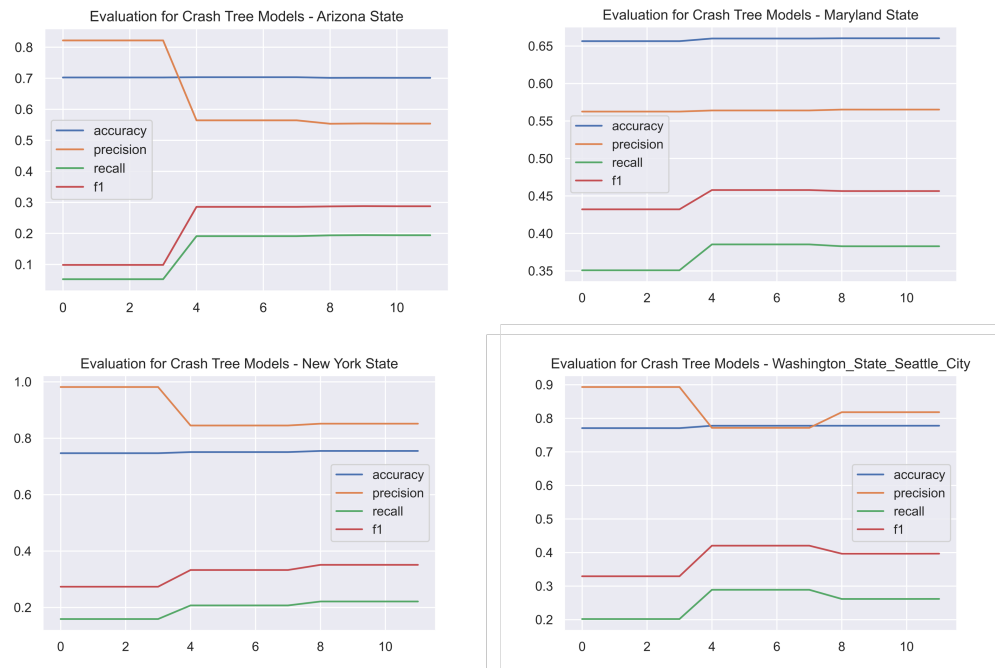 Evaluation for Crash Tree Models - Arizona State
0.8
0.7
0.6
0.5
0.4
0.3
0.2
0.1
accuracy
precision
recall
f1
0 2 4 6 8 10
Evaluation for Crash Tree Models - Maryland State
0.65
0.60
0.55
0.50
0.45
0.40
0.35
accuracy
precision
recall
f1
0 2 4 6 8 10
Evaluation for Crash Tree Models - New York State
1.0
0.8
0.6
0.4
0.2
accuracy
precision
recall
f1
0 2 4 6 8 10
Evaluation for Crash Tree Models - Washington_State_Seattle_City
0.9
0.8
0.7
0.6
0.5
0.4
0.3
0.2
accuracy
precision
recall
f1
0 2 4 6 8 10